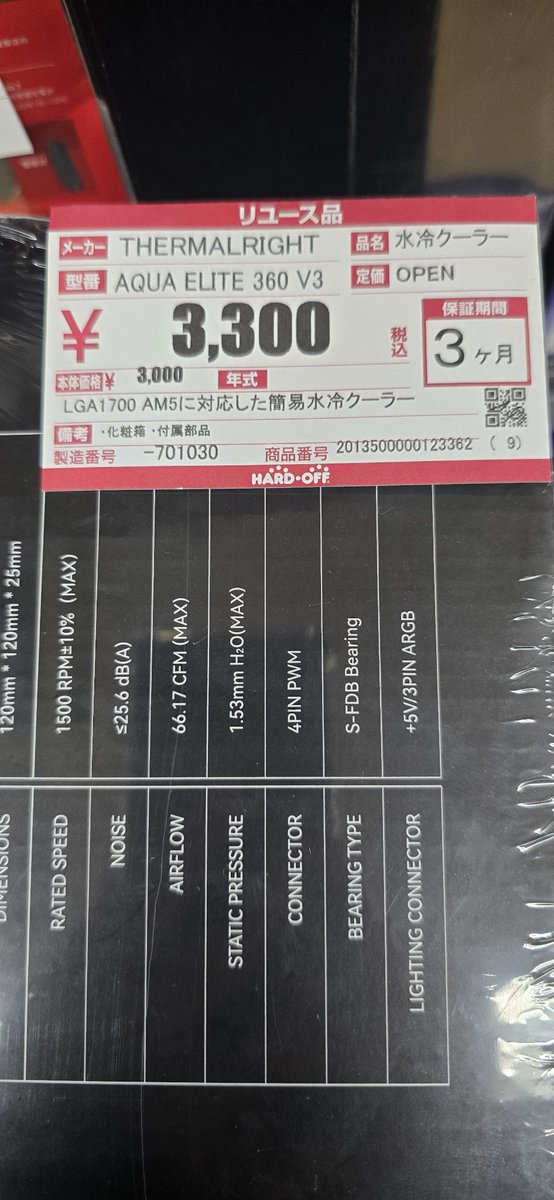 リユース品
メーカー THERMALRIGHT 品名 水冷クーラー
型番 AQUA ELITE 360 V3 定価 OPEN
¥ 3,300 税込 保証期間 3ヶ月
本体価格¥ 3,000 年式
LGA1700 AM5に対応した簡易水冷クーラー
備考 ・化粧箱・付属部品
製造番号 -701030 商品番号 2013500000123362 ( 9)
HARD・OFF
DIMENSIONS 120mm * 120mm * 25mm
RATED SPEED 1500 RPM±10% (MAX)
NOISE ≤25.6 dB(A)
AIRFLOW 66.17 CFM (MAX)
STATIC PRESSURE 1.53mm H₂O(MAX)
CONNECTOR 4PIN PWM
BEARING TYPE S-FDB Bearing
LIGHTING CONNECTOR +5V/3PIN ARGB